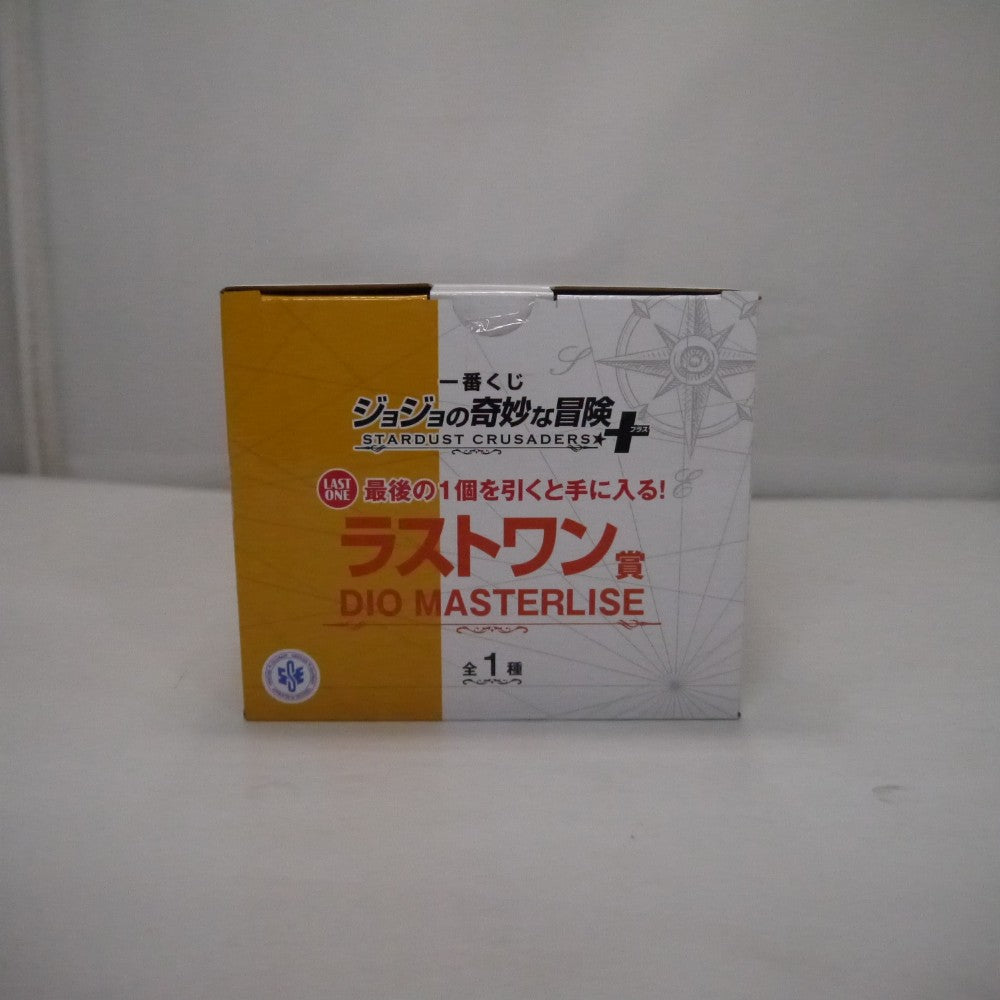 一番くじ
ジョジョの奇妙な冒険
STARDUST CRUSADERS
プラス
LAST ONE
最後の1個を引くと手に入る!
ラストワン賞
DIO MASTERLISE
全1種
S
E